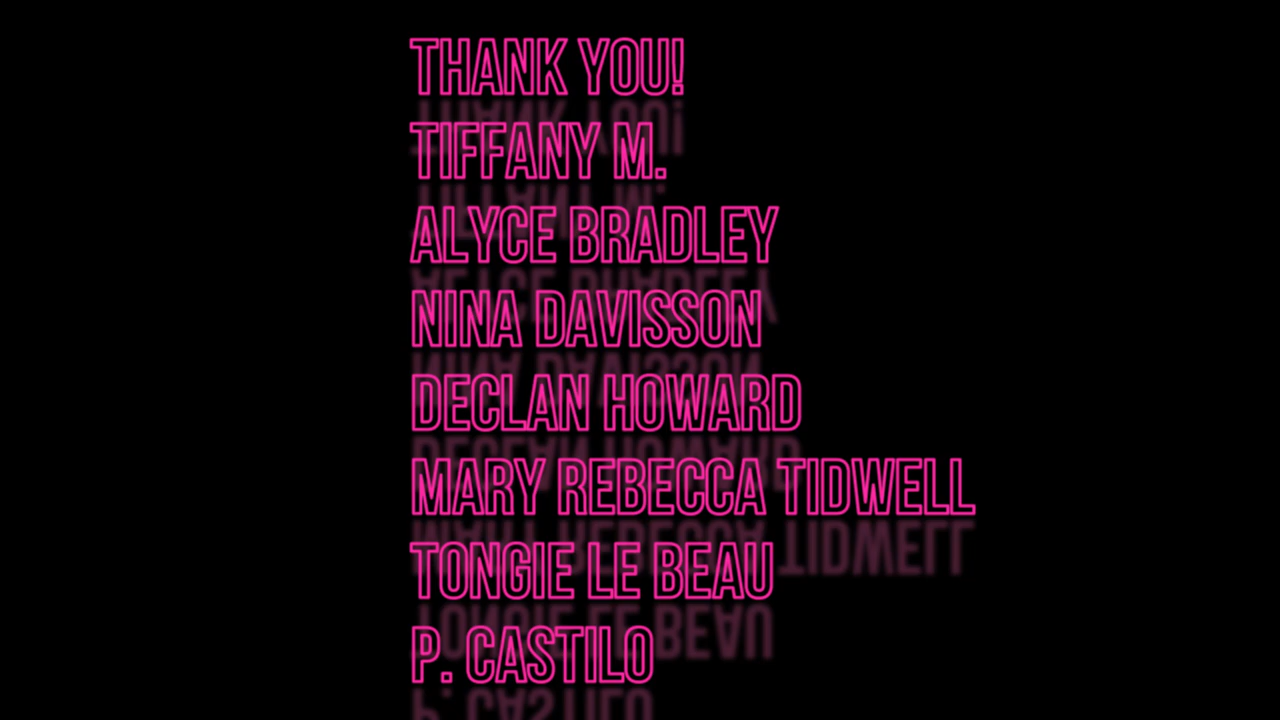 THANK YOU!
TIFFANY M.
ALYCE BRADLEY
NINA DAVISSON
DECLAN HOWARD
MARY REBECCA TIDWELL
TONGIE LE BEAU
P. CASTILO